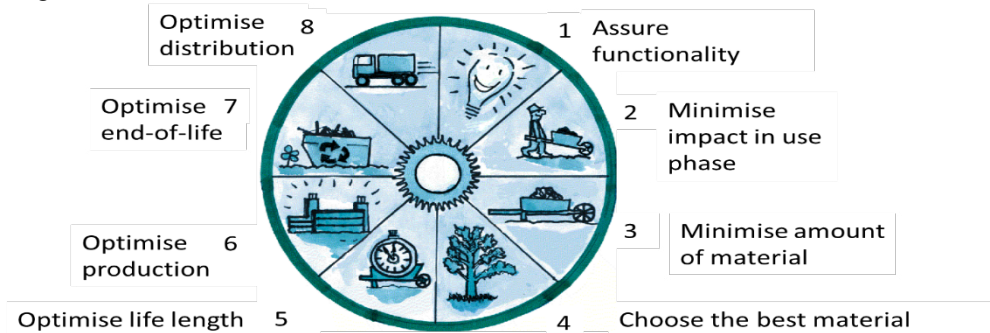 1 Assure
functionality
2 Minimise
impact in use
phase
3 Minimise amount
of material
4 Choose the best material
Optimise life length 5
Optimise 6
production
Optimise 7
end-of-life
Optimise 8
distribution